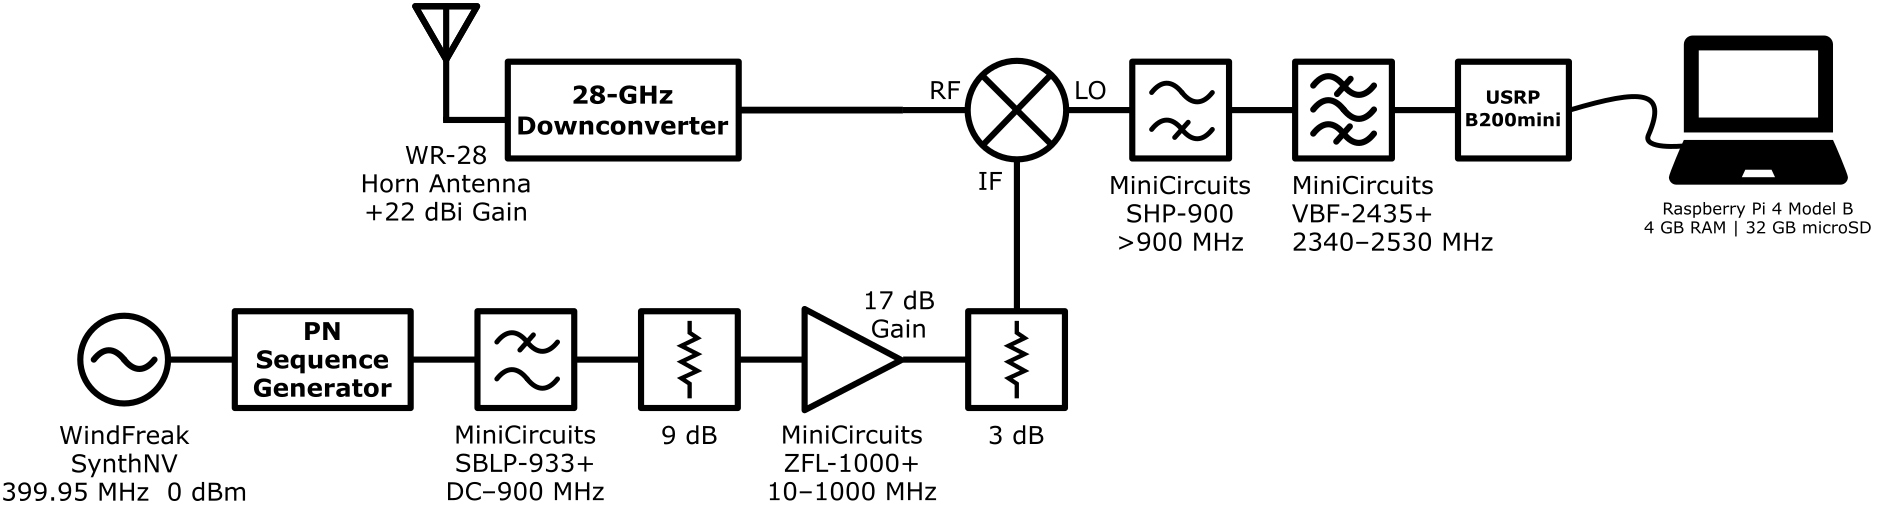 28-GHz
Downconverter
RF
LO
IF
USRP
B200mini
WR-28
Horn Antenna
+22 dBi Gain
MiniCircuits
SHP-900
>900 MHz
MiniCircuits
VBF-2435+
2340–2530 MHz
Raspberry Pi 4 Model B
4 GB RAM | 32 GB microSD
PN
Sequence
Generator
17 dB
Gain
WindFreak
SynthNV
399.95 MHz  0 dBm
MiniCircuits
SBLP-933+
DC–900 MHz
9 dB
MiniCircuits
ZFL-1000+
10–1000 MHz
3 dB